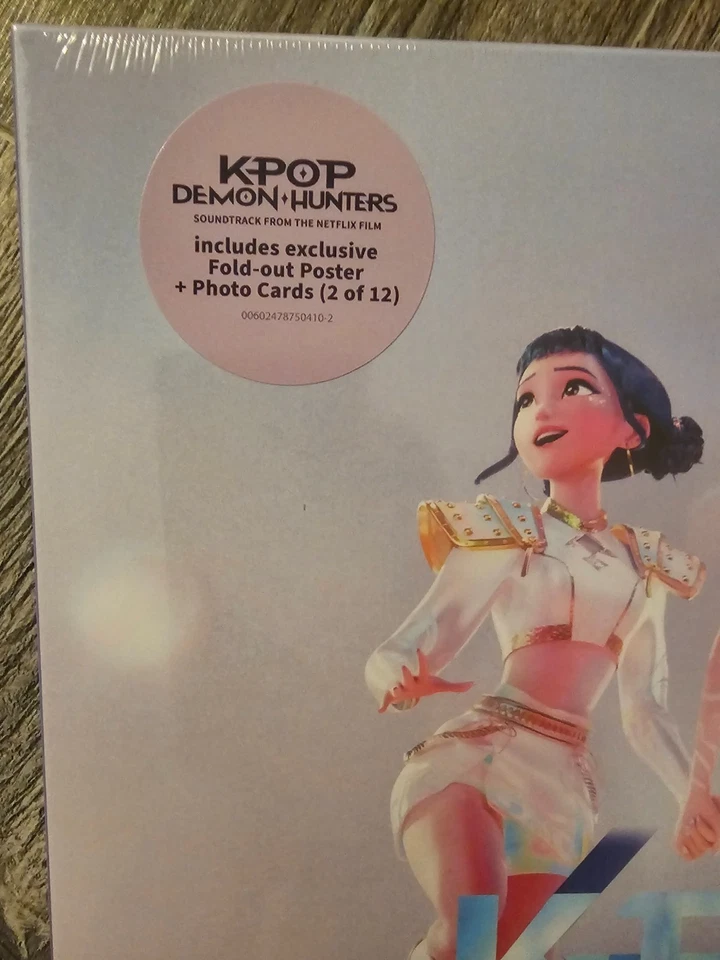 K-POP
DEMON HUNTERS
SOUNDTRACK FROM THE NETFLIX FILM
includes exclusive
Fold-out Poster
+ Photo Cards (2 of 12)
00602478750410-2
K-P